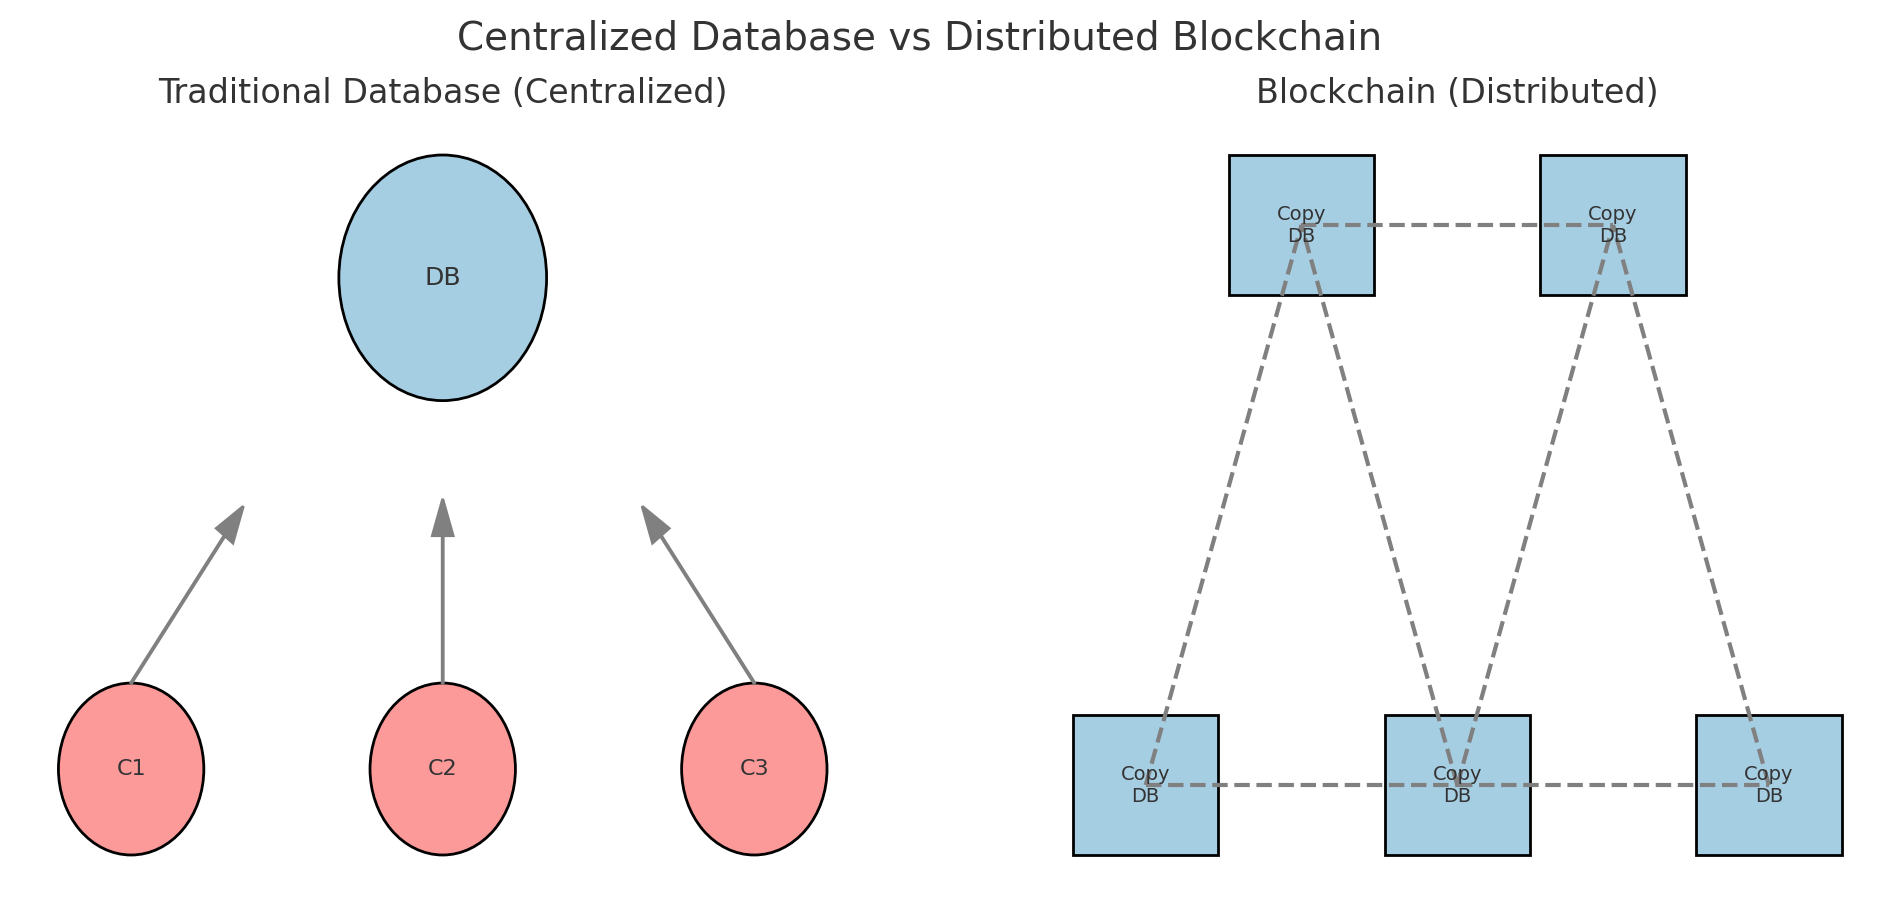 Centralized Database vs Distributed Blockchain
Traditional Database (Centralized)
DB
C1
C2
C3
Blockchain (Distributed)
Copy
DB
Copy
DB
Copy
DB
Copy
DB
Copy
DB